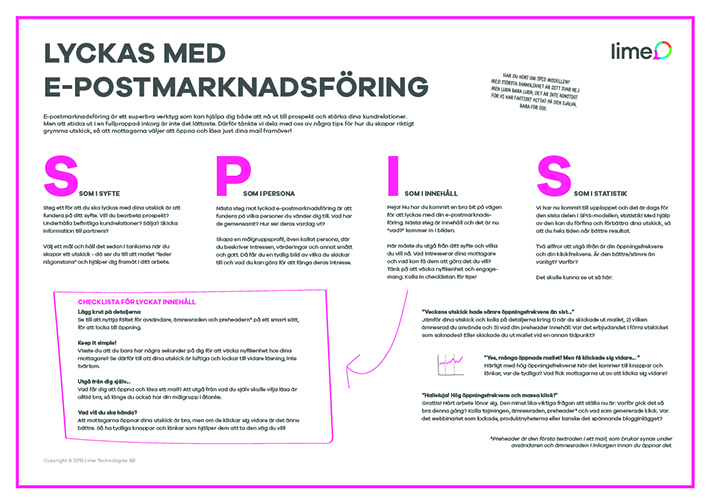 LYCKAS MED
E-POSTMARKNADSFÖRING
lime
HAR DU HÖRT OM SPIS-MODELLEN?
MED STÖRSTA SANNOLIKHET ÄR DITT SVAR NEJ.
MEN LUGN BARA LUGN, DET ÄR INTE KONSTIGT.
FÖR VI HAR FAKTISKT HITTAT PÅ DEN SJÄLVA,
BARA FÖR DIG.
E-postmarknadsföring är ett superbra verktyg som kan hjälpa dig både att nå ut till prospekt och stärka dina kundrelationer.
Men att sticka ut i en fullproppad inkorg är inte det lättaste. Därför tänkte vi dela med oss av några tips för hur du skapar riktigt
grymma utskick, så att mottagarna väljer att öppna och läsa just dina mail framöver!
S SOM I SYFTE
Steg ett för att du ska lyckas med dina utskick är att
fundera på ditt syfte. Vill du bearbeta prospekt?
Underhålla befintliga kundrelationer? Sälja? Skicka
information till partners?
Välj ett mål och håll det sedan i tankarna när du
skapar ett utskick - då ser du till att mailet ”leder
någonstans” och hjälper dig framåt i ditt arbete.
P SOM I PERSONA
Nästa steg mot lyckad e-postmarknadsföring är att
fundera på vilka personer du vänder dig till. Vad har
de gemensamt? Hur ser deras vardag ut?
Skapa en målgruppsprofil, även kallat persona, där
du beskriver intressen, värderingar och annat smått
och gott. Då får du en tydlig bild av vilka du skickar
till och vad du kan göra för att fånga deras intresse.
I SOM I INNEHÅLL
Heja! Nu har du kommit en bra bit på vägen
för att lyckas med din e-postmarknads-
föring. Nästa steg är innehåll och det är nu
”vad?” kommer in i bilden.
Här måste du utgå från ditt syfte och vilka
du vill nå. Vad intresserar dina mottagare
och vad kan få dem att göra det du vill?
Tänk på att väcka nyfikenhet och engage-
mang. Kolla in checklistan för tips!
S SOM I STATISTIK
Vi har nu kommit till upploppet och det är dags för
den sista delen i SPIS-modellen, statistik! Med hjälp
av den kan du förfina och förbättra dina utskick, så
att du hela tiden når bättre resultat.
Två siffror att utgå ifrån är din öppningsfrekvens
och din klickfrekvens. Är den bättre/sämre än
vanligt? Varför?
Det skulle kunna se ut så här:
CHECKLISTA FÖR LYCKAT INNEHÅLL
Lägg krut på detaljerna
Se till att nyttja fältet för avsändare, ämnesraden och preheadern* på ett smart sätt,
för att locka till öppning.
Keep it simple!
Visste du att du bara har några sekunder på dig för att väcka nyfikenhet hos dina
mottagare? Se därför till att dina utskick är luftiga och lockar till vidare läsning, inte
tvärtom.
Utgå från dig själv...
Vad får dig att öppna och läsa ett mail? Att utgå från vad du själv skulle vilja läsa är
alltid bra, så länge du också har din målgrupp i åtanke.
Vad vill du ska hända?
Att mottagarna öppnar dina utskick är bra, men om de klickar sig vidare är det ännu
bättre. Så ha tydliga knappar och länkar som hjälper dem att ta den väg du vill!
”Veckans utskick hade sämre öppningsfrekvens än sist...”
Jämför dina utskick och kolla på detaljerna kring 1) när du skickade ut mailet, 2) vilken
ämnesrad du använde och 3) vad din preheader innehöll. Var det erbjudandet i förra utskicket
som saknades? Eller skickade du ut mailet vid en annan tidpunkt?
”Yes, många öppnade mailet! Men få klickade sig vidare...”
Härligt med hög öppningsfrekvens! När det kommer till knappar och
länkar, var de tydliga? Vad fick mottagarna ut av att klicka sig vidare?
”Halleluja! Hög öppningsfrekvens och massa klick!”
Grattis! Hårt arbete lönar sig. Den minst lika viktiga frågan att ställa nu är: Varför gick det så
bra denna gång? Kolla tajmingen, ämnesraden, preheader* och vad som genererade klick. Var
det webbinariet som lockade, produktnyheterna eller kanske det spännande blogginlägget?
*Preheader är den första textraden i ett mail, som brukar synas under
avsändaren och ämnesraden i inkorgen innan du öppnar det.
Copyright © 2018 Lime Technologies AB